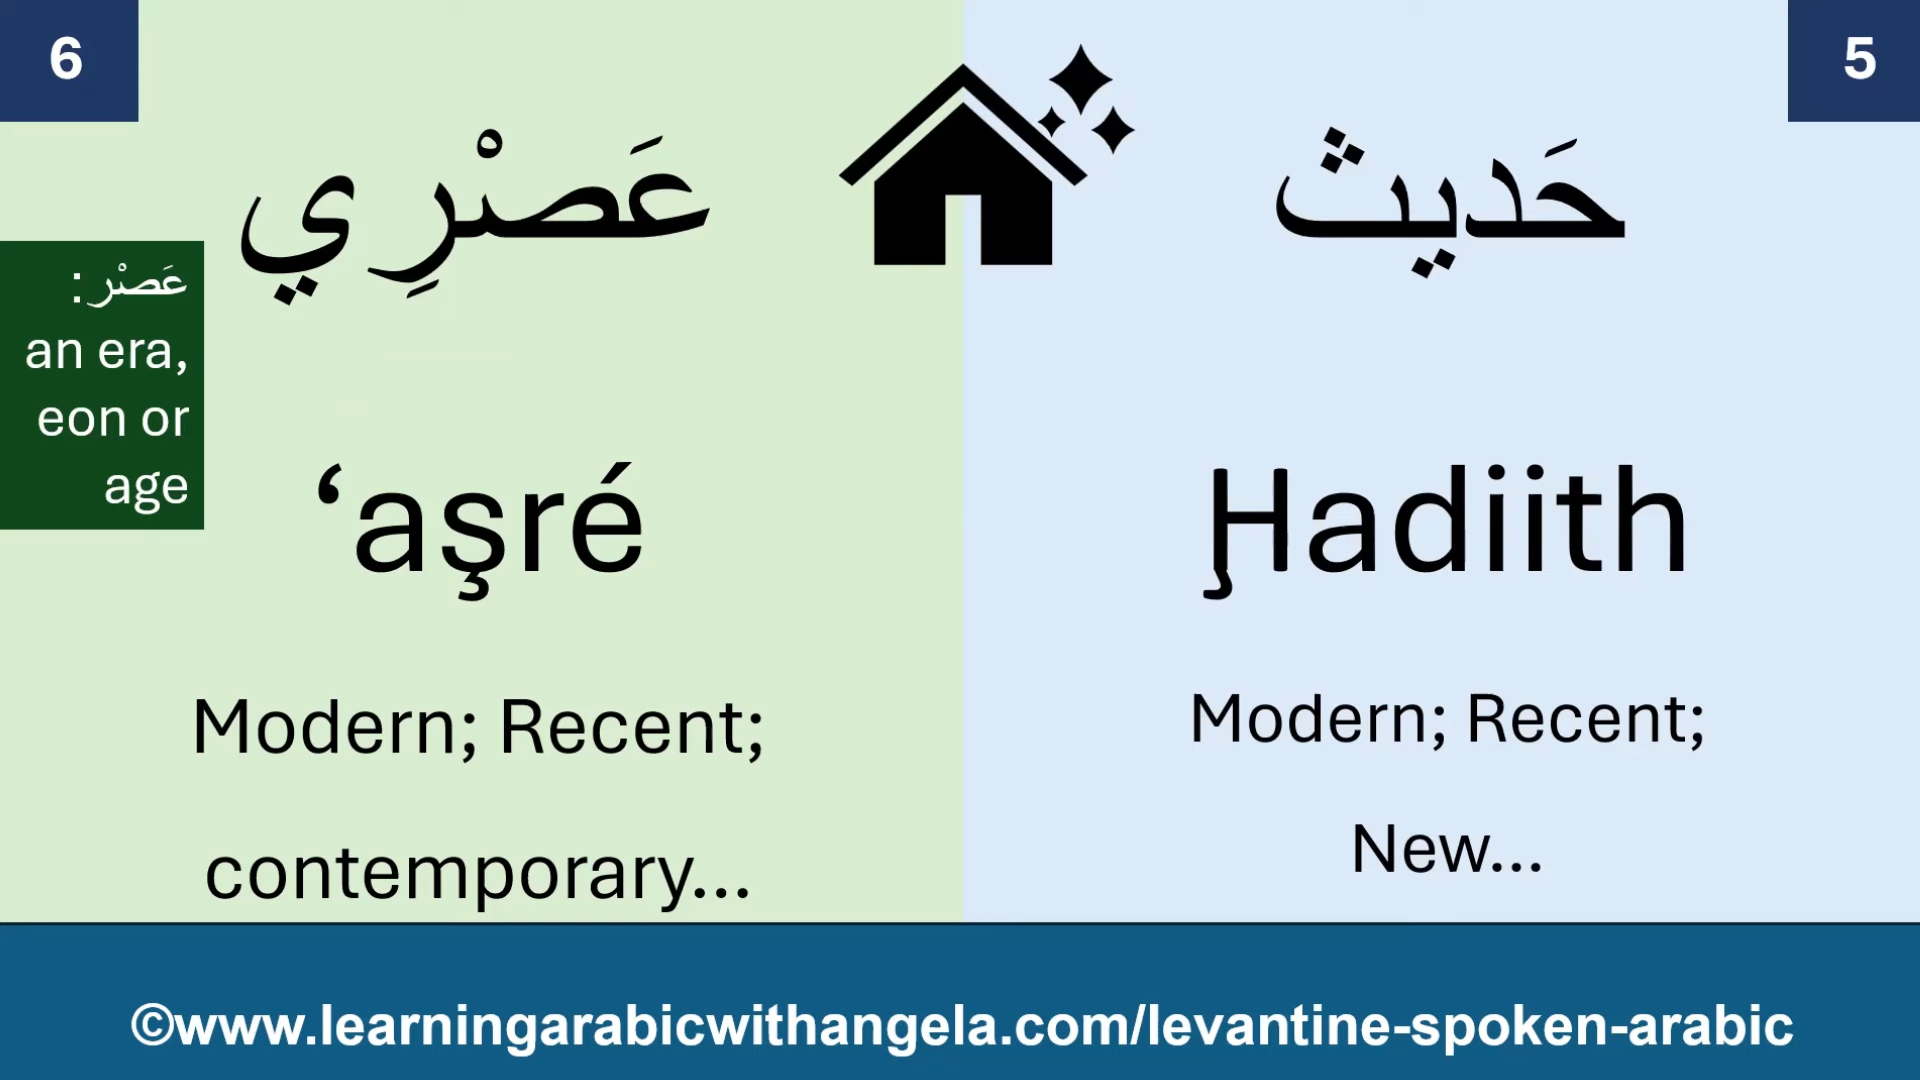 6
5
عَصْرِي
حَديث
عَصْر:
an era,
eon or
age
‘aşré
Ḩadiith
Modern; Recent;
contemporary...
Modern; Recent;
New...
©www.learningarabicwithangela.com/levantine-spoken-arabic